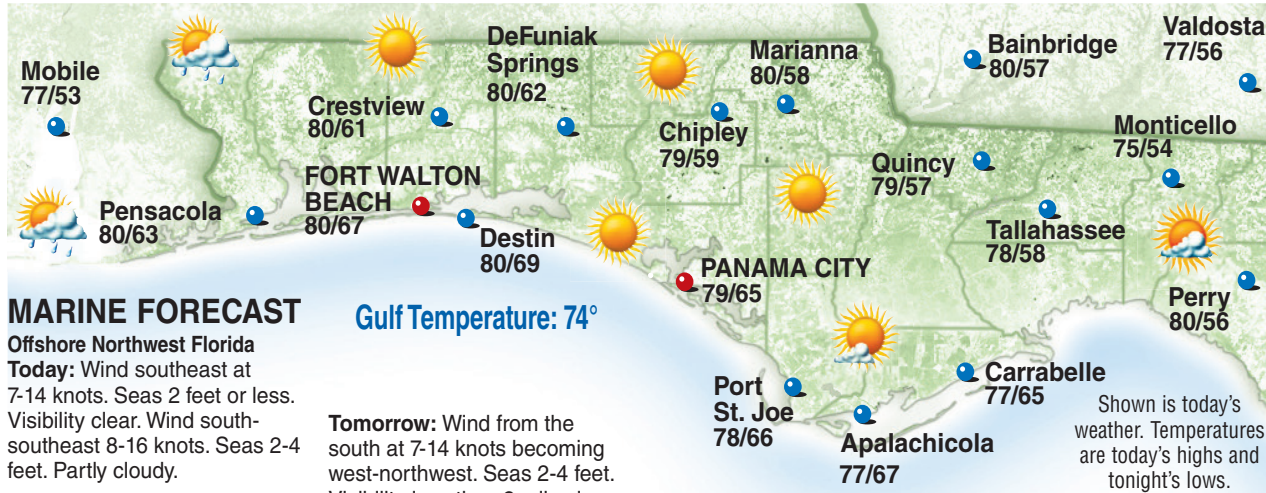 Mobile
77/53
Pensacola
80/63
Crestview
80/61
FORT WALTON
BEACH
80/67
DeFuniak
Springs
80/62
Destin
80/69
Chipley
79/59
Marianna
80/58
Bainbridge
80/57
Valdosta
77/56
Monticello
75/54
Quincy
79/57
Tallahassee
78/58
PANAMA CITY
79/65
Perry
80/56
Port
St. Joe
78/66
Apalachicola
77/67
Carrabelle
77/65
Gulf Temperature: 74°
MARINE FORECAST
Offshore Northwest Florida
Today: Wind southeast at
7-14 knots. Seas 2 feet or less.
Visibility clear. Wind south-
southeast 8-16 knots. Seas 2-4
feet. Partly cloudy.
Tomorrow: Wind from the
south at 7-14 knots becoming
west-northwest. Seas 2-4 feet.
Shown is today's
weather. Temperatures
are today's highs and
tonight's lows.